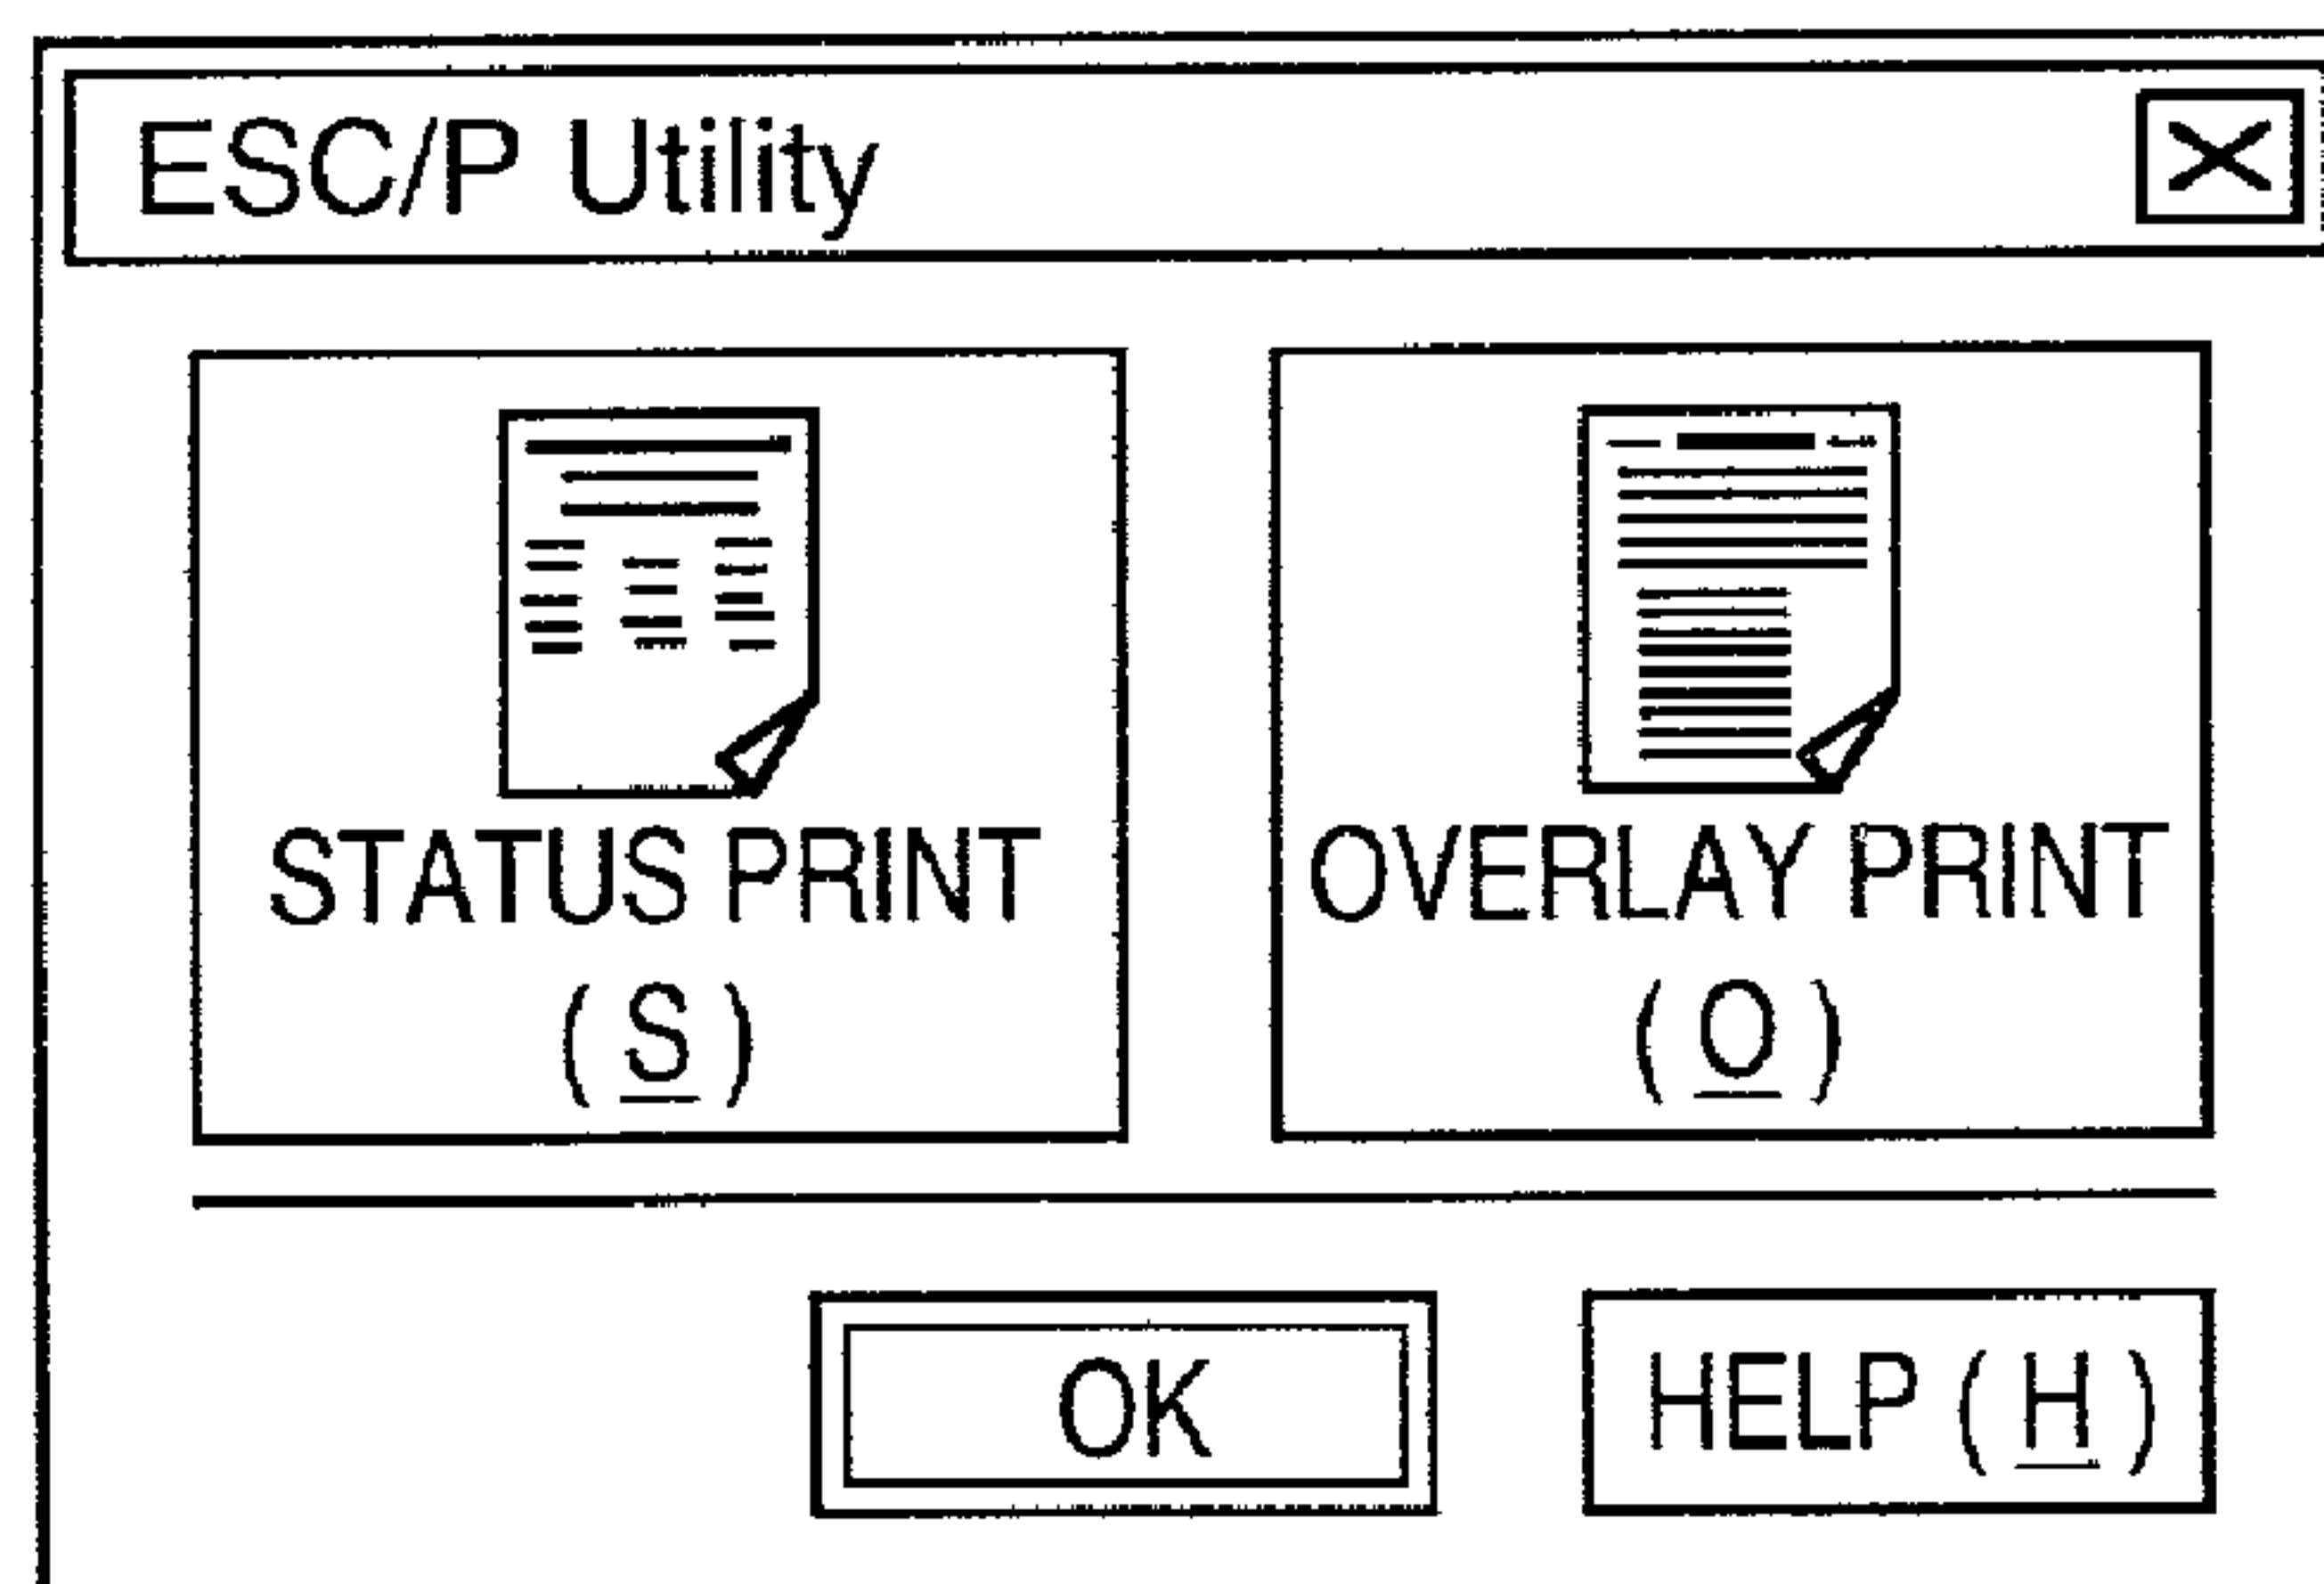 ESC/P Utility
STATUS PRINT
(S)
OVERLAY PRINT
(O)
OK
HELP (H)